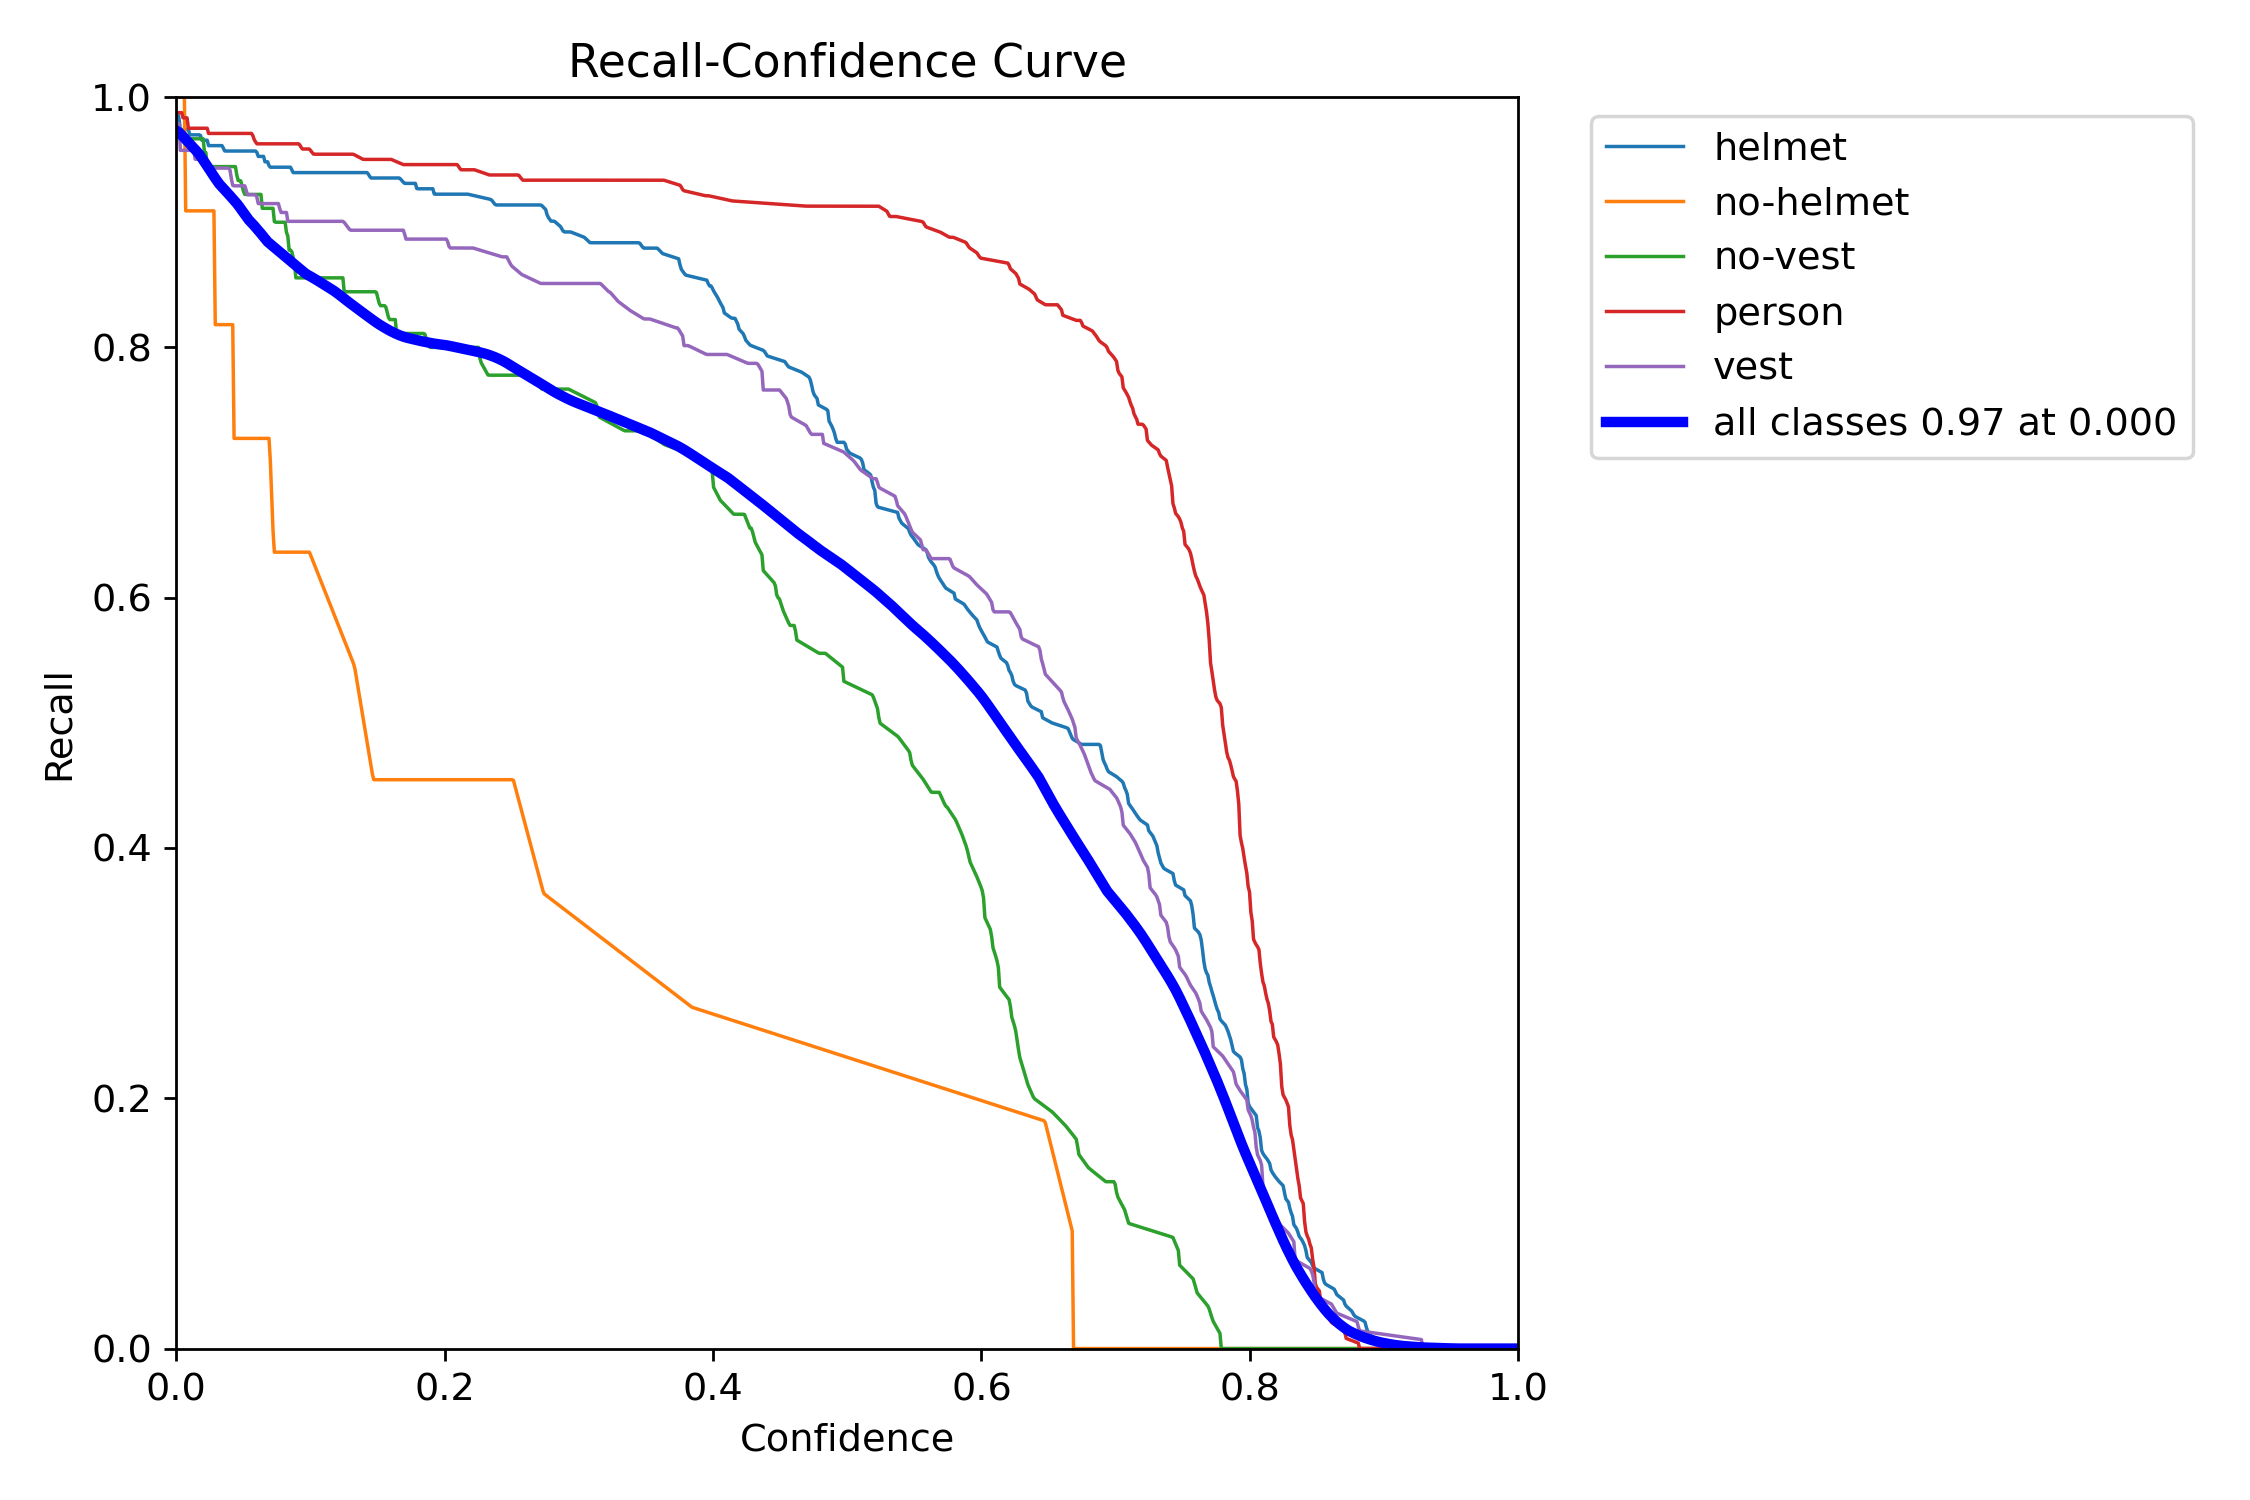 Recall-Confidence Curve
1.0
0.8
0.6
0.4
0.2
0.0
Recall
0.0 0.2 0.4 0.6 0.8 1.0
Confidence
helmet
no-helmet
no-vest
person
vest
all classes 0.97 at 0.000